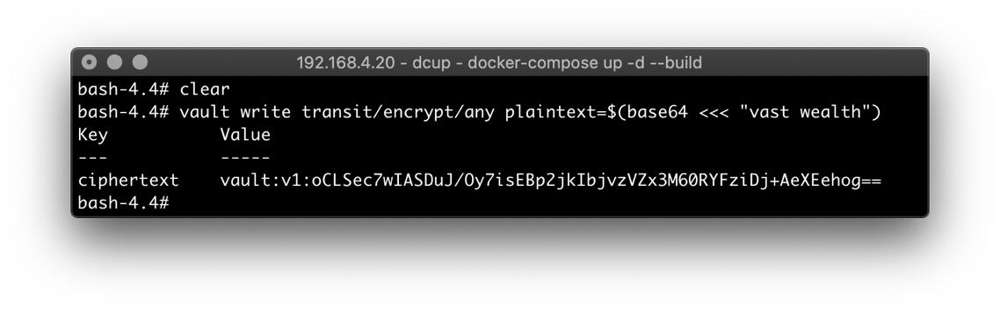 192.168.4.20 - dcup - docker-compose up -d --build
bash-4.4# clear
bash-4.4# vault write transit/encrypt/any plaintext=$(base64 <<< "vast wealth")
Key          Value
---          -----
ciphertext   vault:v1:oCLSec7wIASDuJ/Oy7isEBp2jkIbjvzVZx3M60RYFziDj+AeXEehog==
bash-4.4#